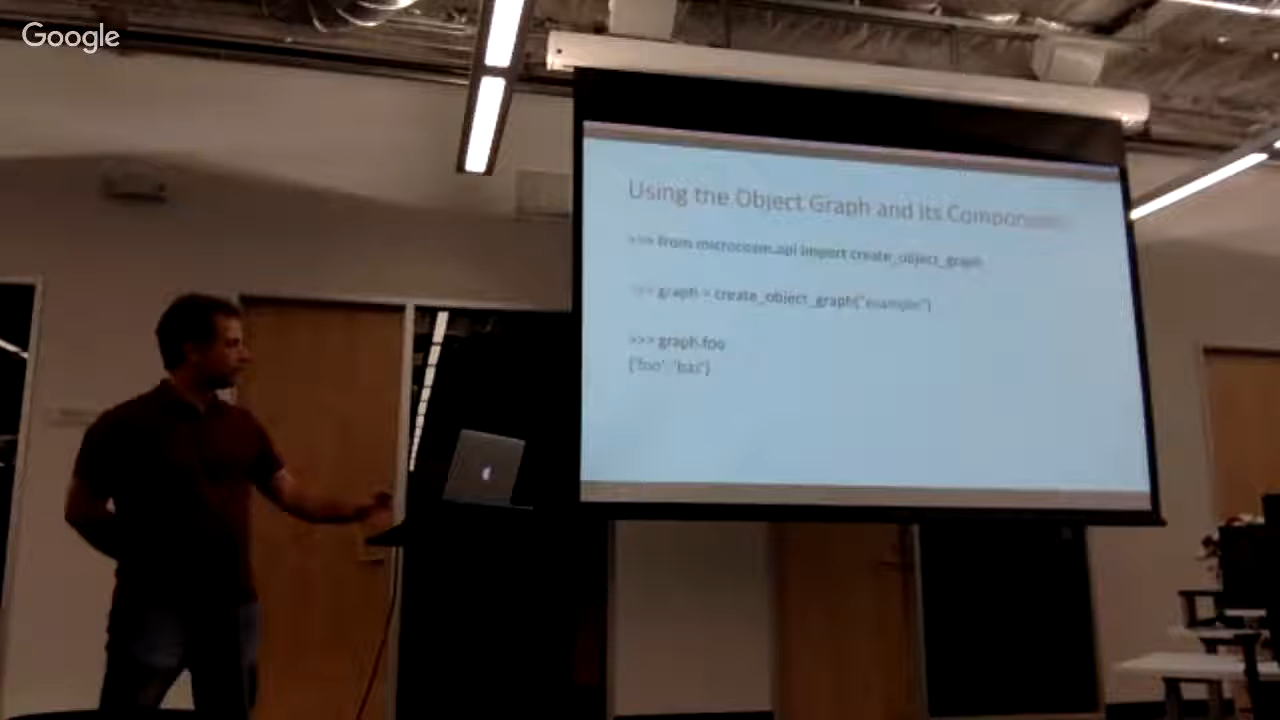 Google
Using the Object Graph and its Components
>>> from microcosm.api import create_object_graph
>>> graph = create_object_graph("example")
>>> graph.foo
{'foo': 'baz'}